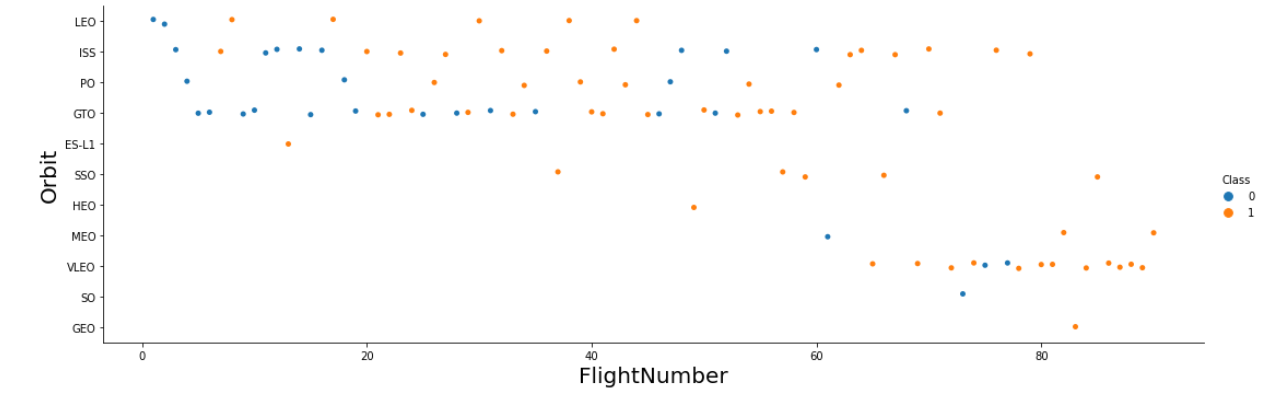 LEO
ISS
PO
GTO
ES-L1
SSO
HEO
MEO
VLEO
SO
GEO
Orbit
0
20
40
60
80
FlightNumber
Class
0
1